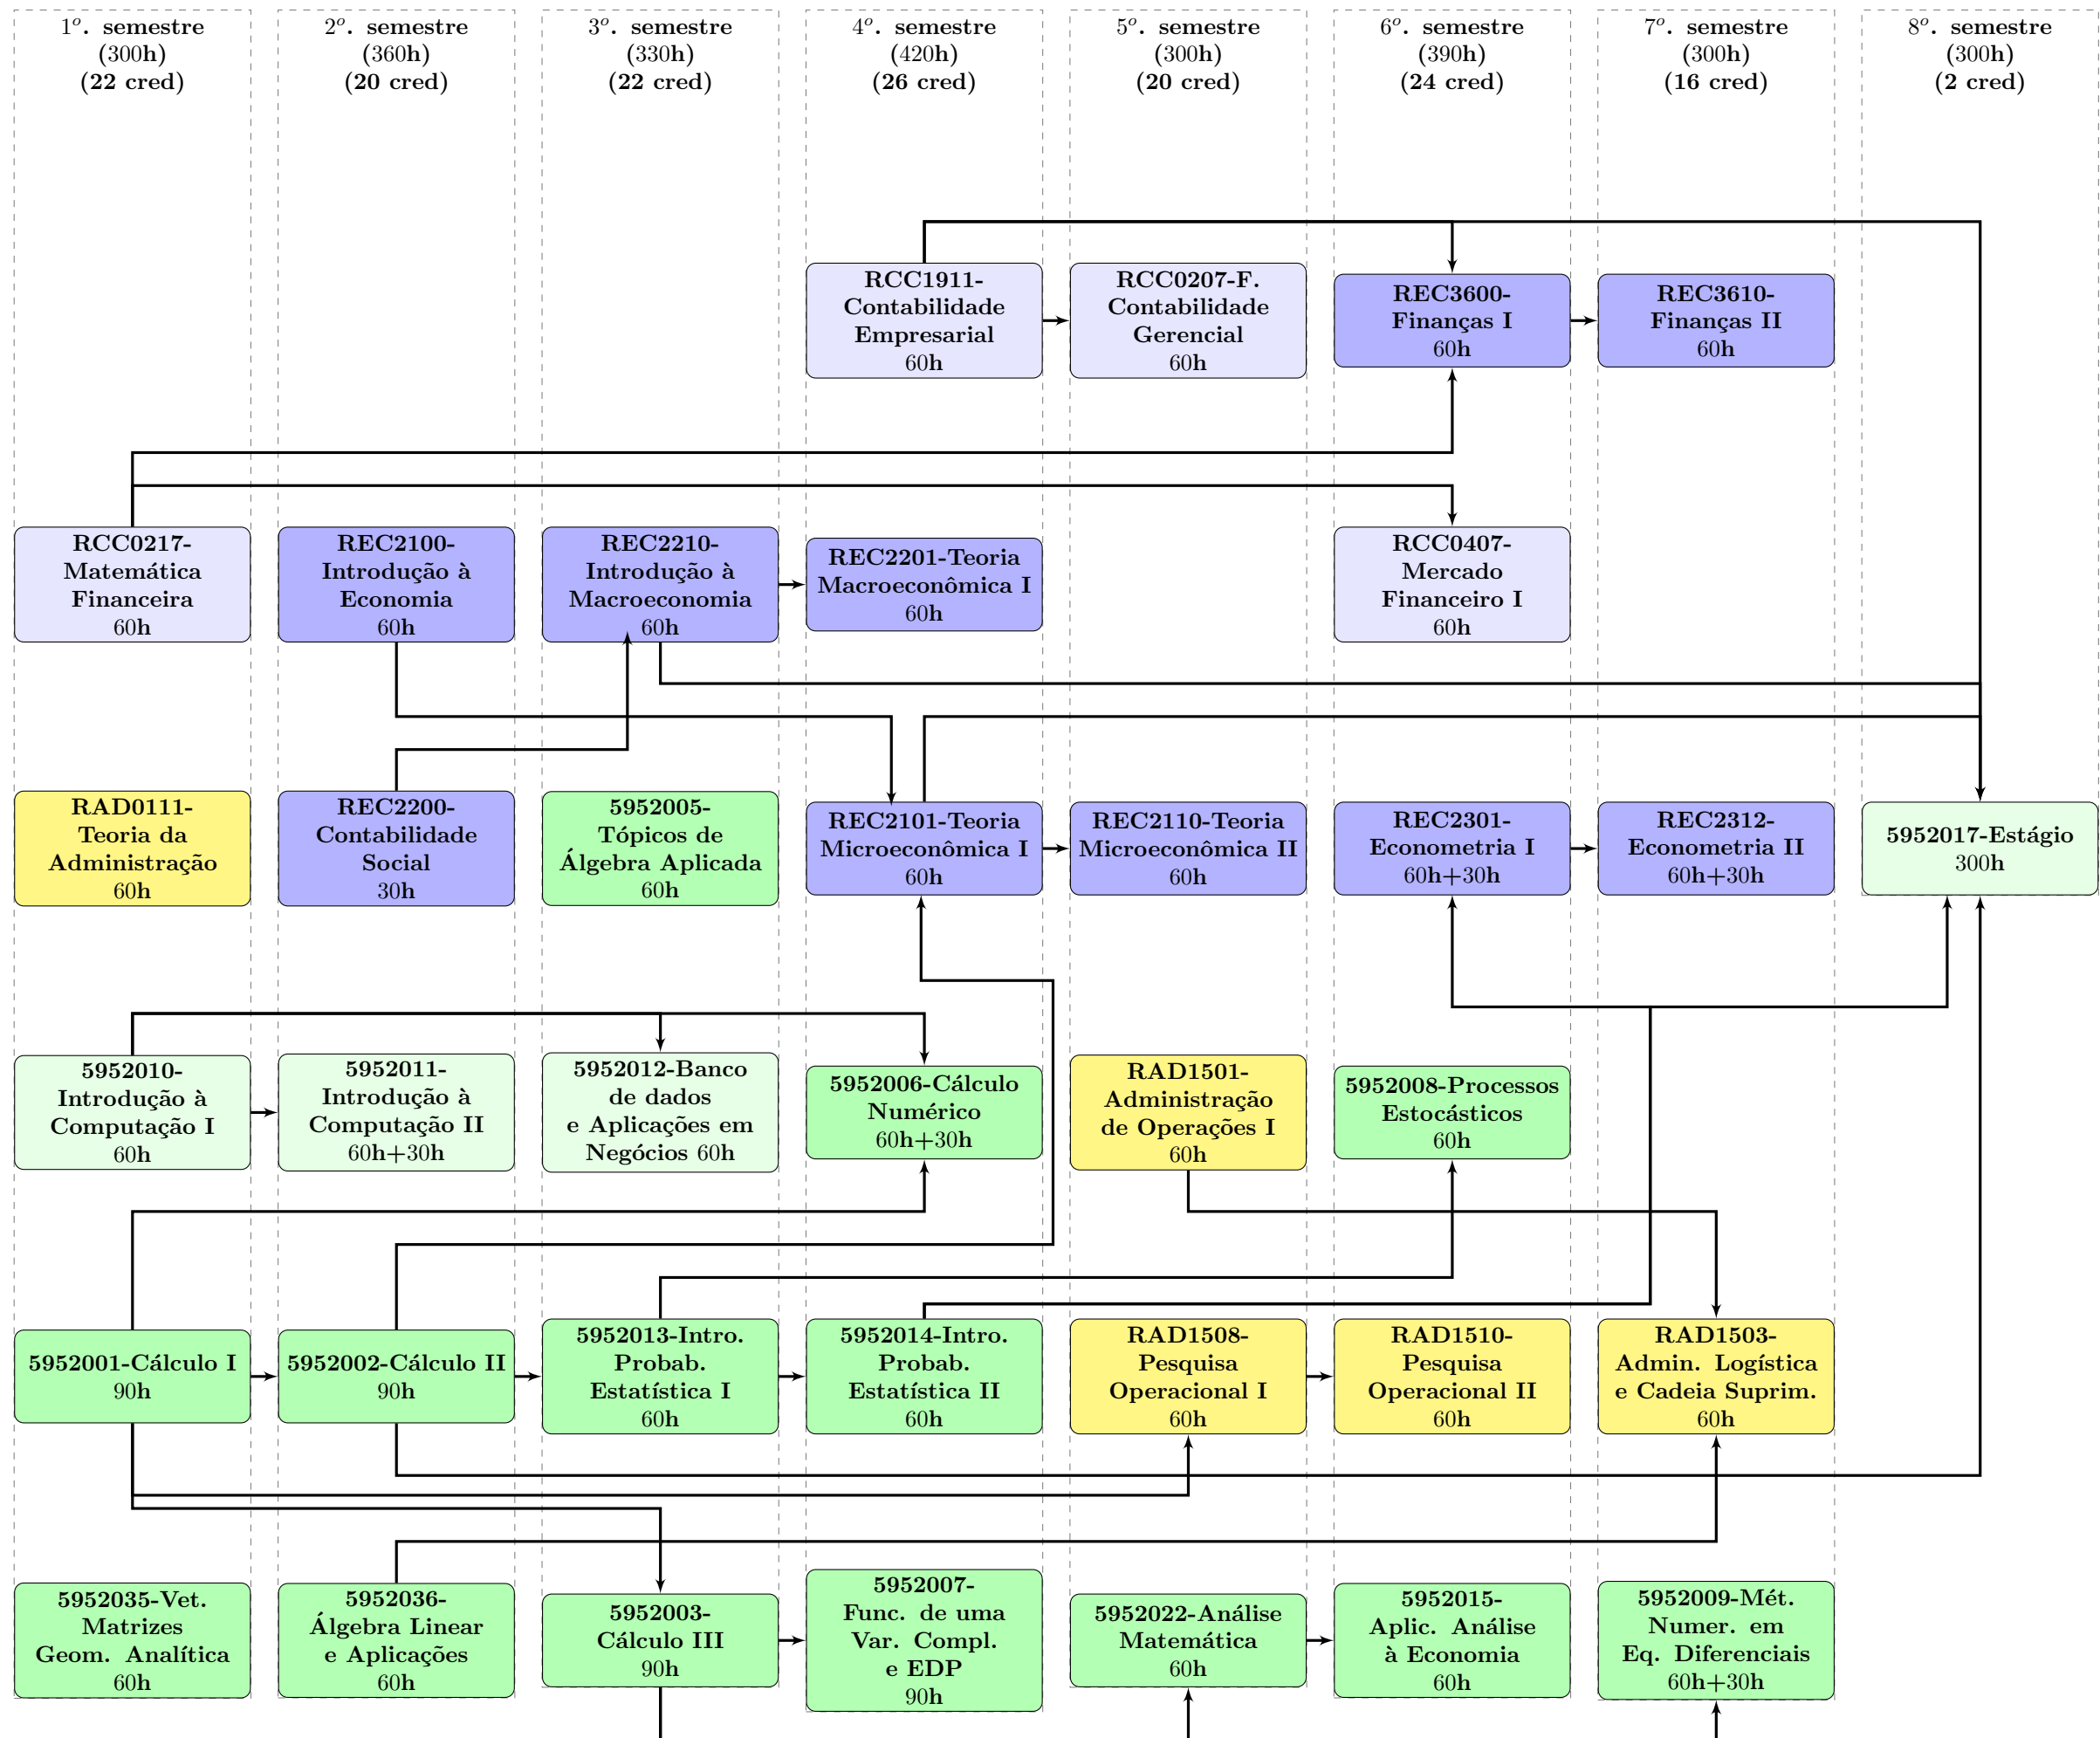 1º. semestre
(300h)
(22 cred)
2º. semestre
(360h)
(20 cred)
3º. semestre
(330h)
(22 cred)
4º. semestre
(420h)
(26 cred)
5º. semestre
(300h)
(20 cred)
6º. semestre
(390h)
(24 cred)
7º. semestre
(300h)
(16 cred)
8º. semestre
(300h)
(2 cred)
RCC1911-
Contabilidade
Empresarial
60h
RCC0207-F.
Contabilidade
Gerencial
60h
REC3600-
Finanças I
60h
REC3610-
Finanças II
60h
RCC0217-
Matemática
Financeira
60h
REC2100-
Introdução à
Economia
60h
REC2210-
Introdução à
Macroeconomia
60h
REC2201-Teoria
Macroeconômica I
60h
RCC0407-
Mercado
Financeiro I
60h
RAD0111-
Teoria da
Administração
60h
REC2200-
Contabilidade
Social
30h
5952005-
Tópicos de
Álgebra Aplicada
60h
REC2101-Teoria
Microeconômica I
60h
REC2110-Teoria
Microeconômica II
60h
REC2301-
Econometria I
60h+30h
REC2312-
Econometria II
60h+30h
5952017-Estágio
300h
5952010-
Introdução à
Computação I
60h
5952011-
Introdução à
Computação II
60h+30h
5952012-Banco
de dados
e Aplicações em
Negócios 60h
5952006-Cálculo
Numérico
60h+30h
RAD1501-
Administração
de Operações I
60h
5952008-Processos
Estocásticos
60h
5952001-Cálculo I
90h
5952002-Cálculo II
90h
5952013-Intro.
Probab.
Estatística I
60h
5952014-Intro.
Probab.
Estatística II
60h
RAD1508-
Pesquisa
Operacional I
60h
RAD1510-
Pesquisa
Operacional II
60h
RAD1503-
Admin. Logística
e Cadeia Suprim.
60h
5952035-Vet.
Matrizes
Geom. Analítica
60h
5952036-
Álgebra Linear
e Aplicações
60h
5952003-
Cálculo III
90h
5952007-
Func. de uma
Var. Compl.
e EDP
90h
5952022-Análise
Matemática
60h
5952015-
Aplic. Análise
à Economia
60h
5952009-Mét.
Numer. em
Eq. Diferenciais
60h+30h